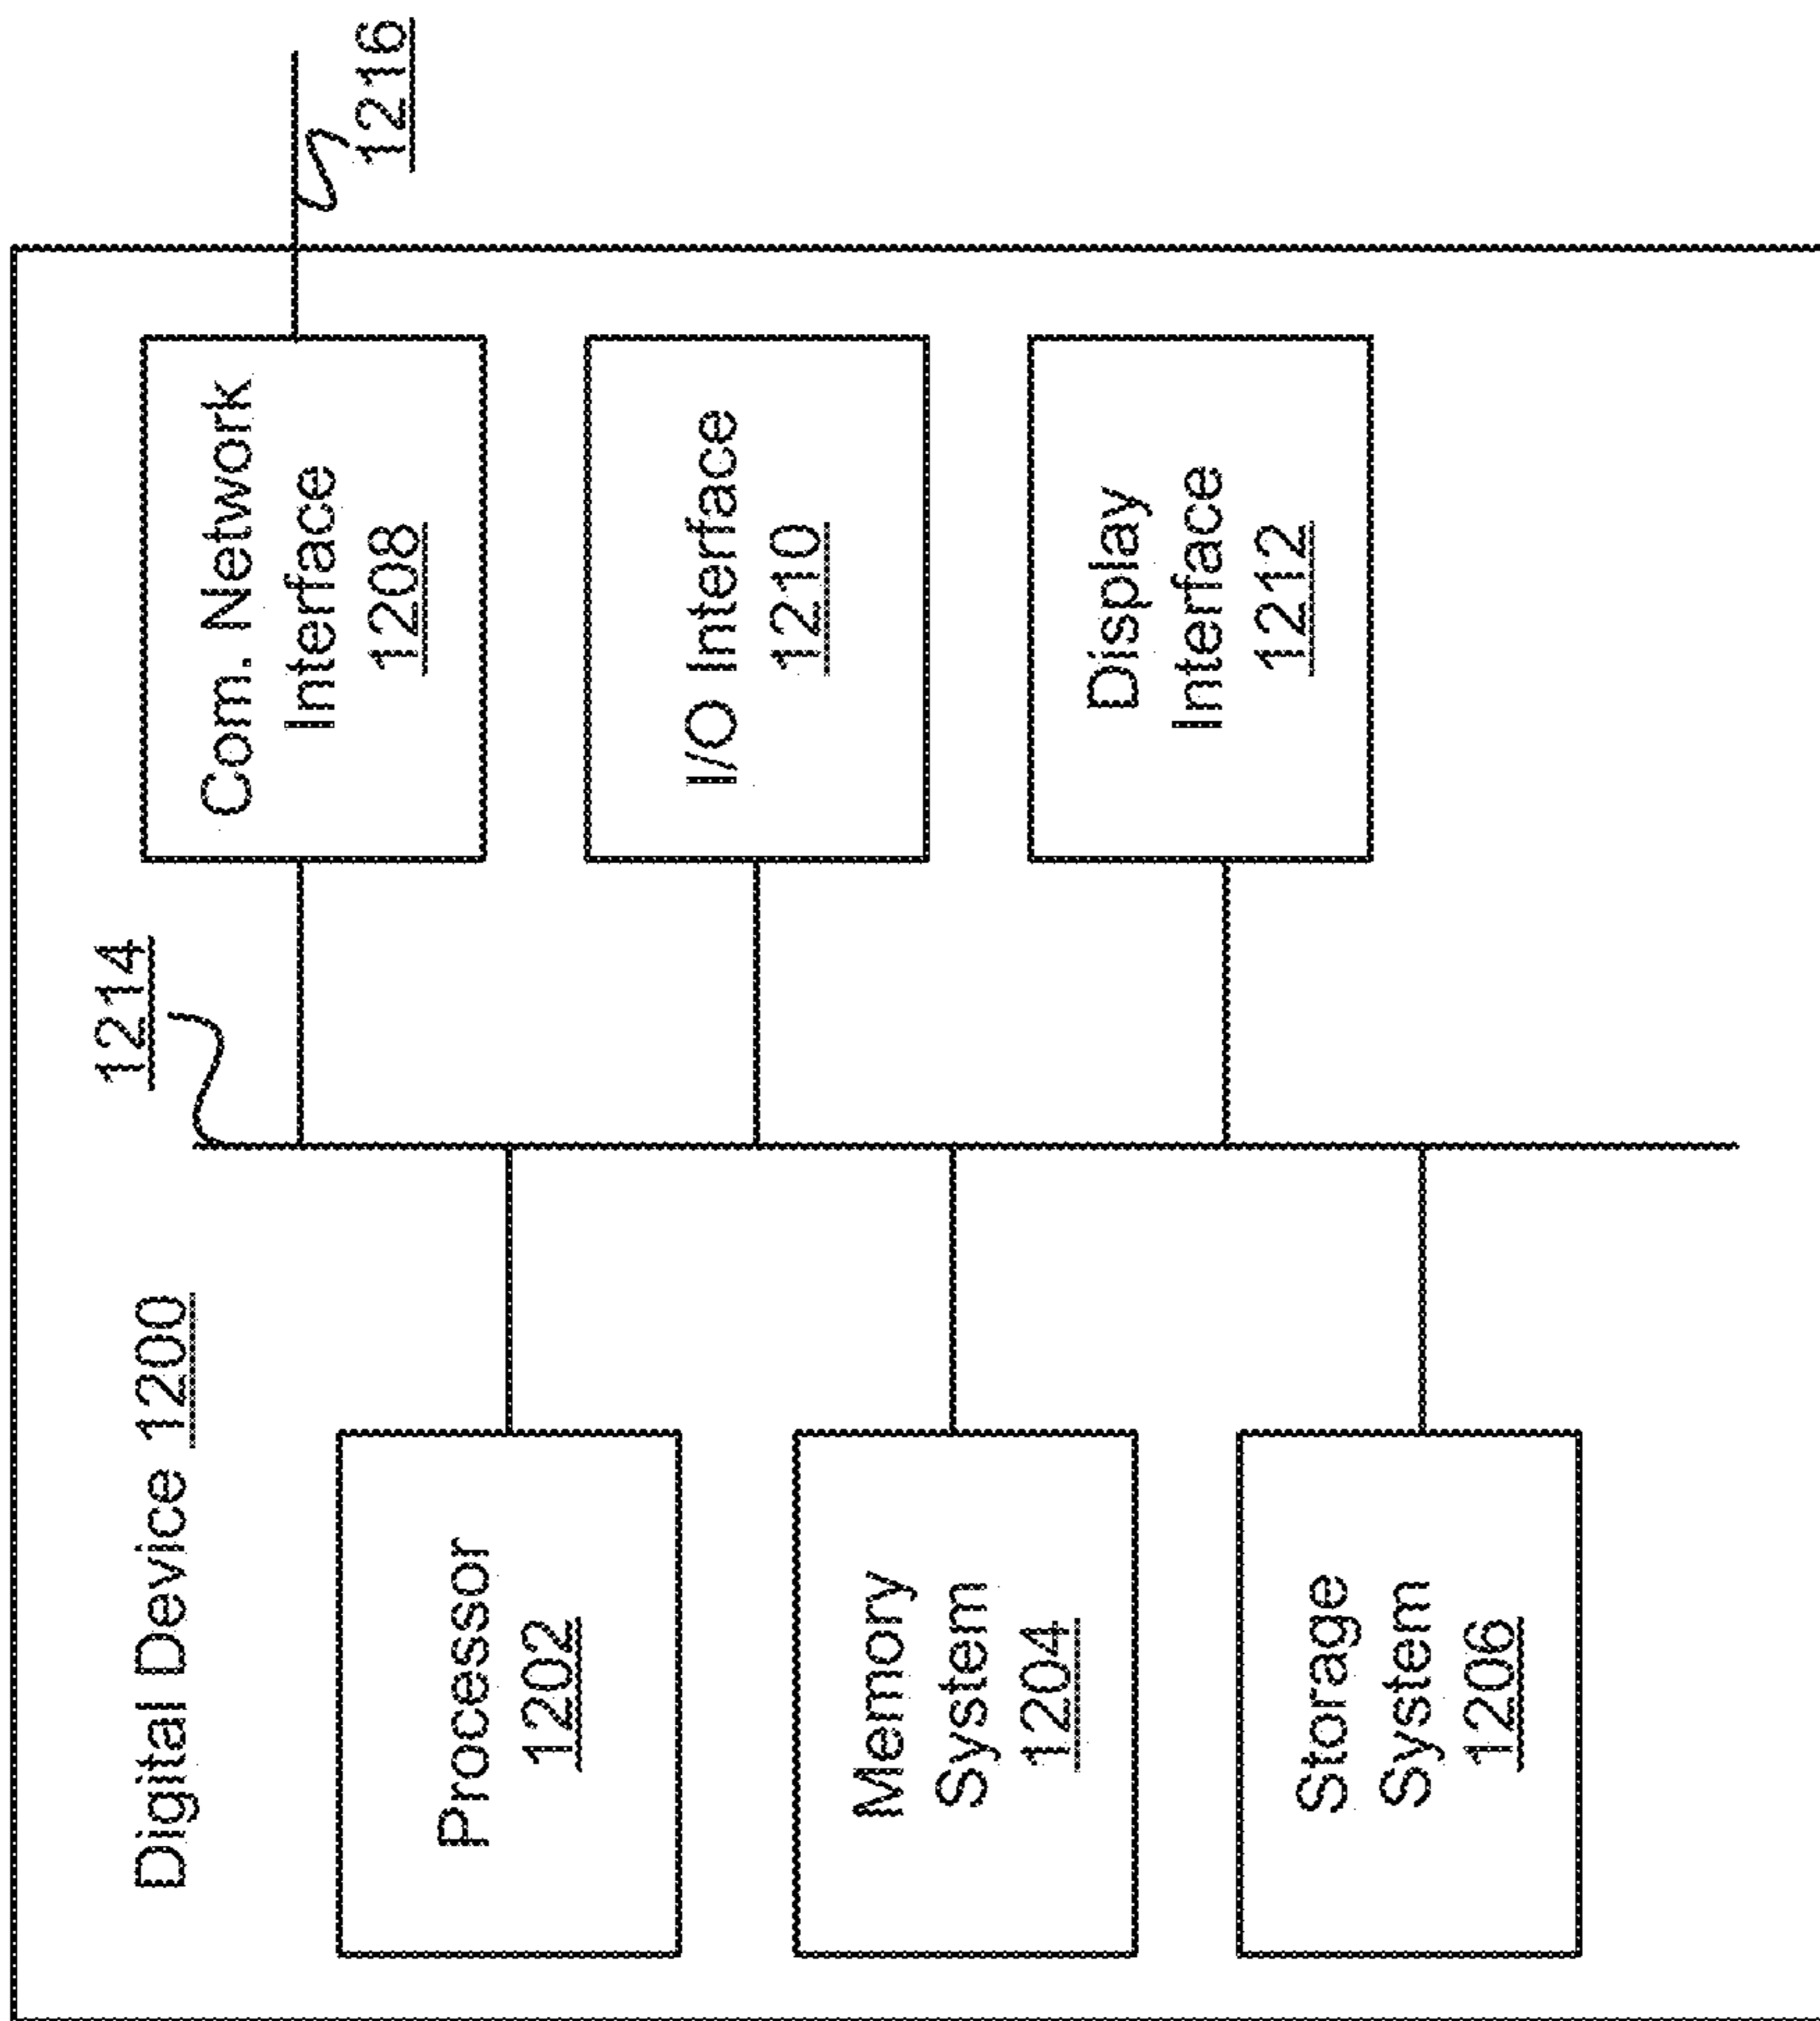 Digital Device 1200
1214
1216
Processor
1202
Memory
System
1204
Storage
System
1206
Com. Network
Interface
1208
I/O Interface
1210
Display
Interface
1212